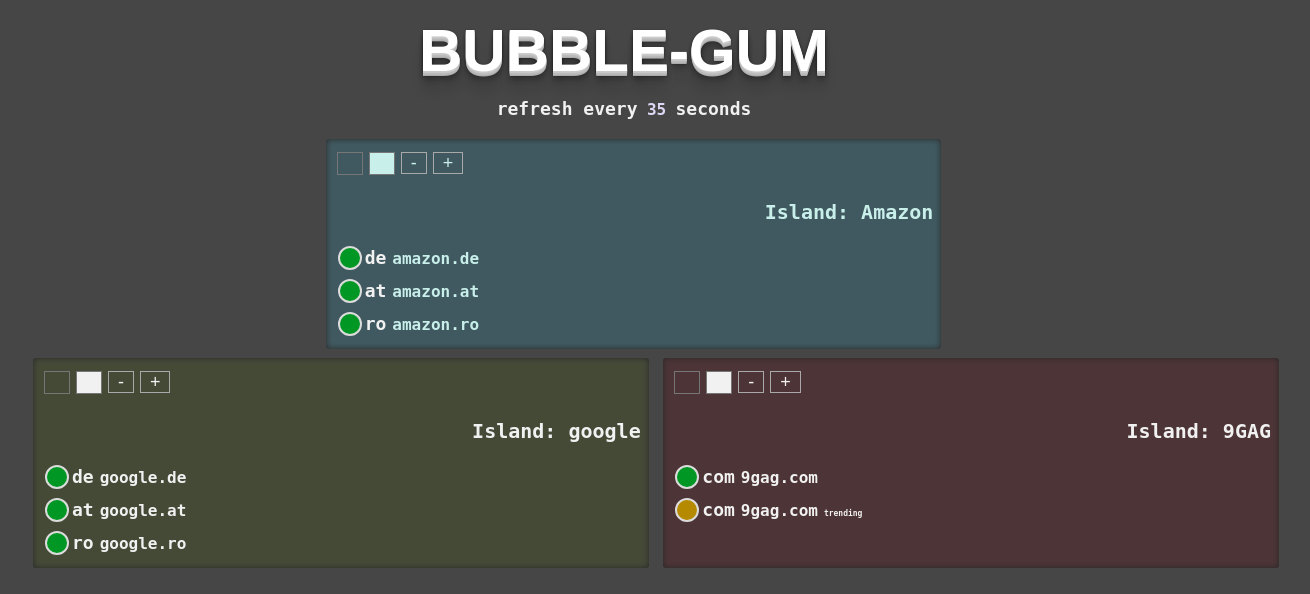 BUBBLE-GUM
refresh every 35 seconds
- +
Island: Amazon
de amazon.de
at amazon.at
ro amazon.ro
- +
Island: google
de google.de
at google.at
ro google.ro
- +
Island: 9GAG
com 9gag.com
com 9gag.com trending